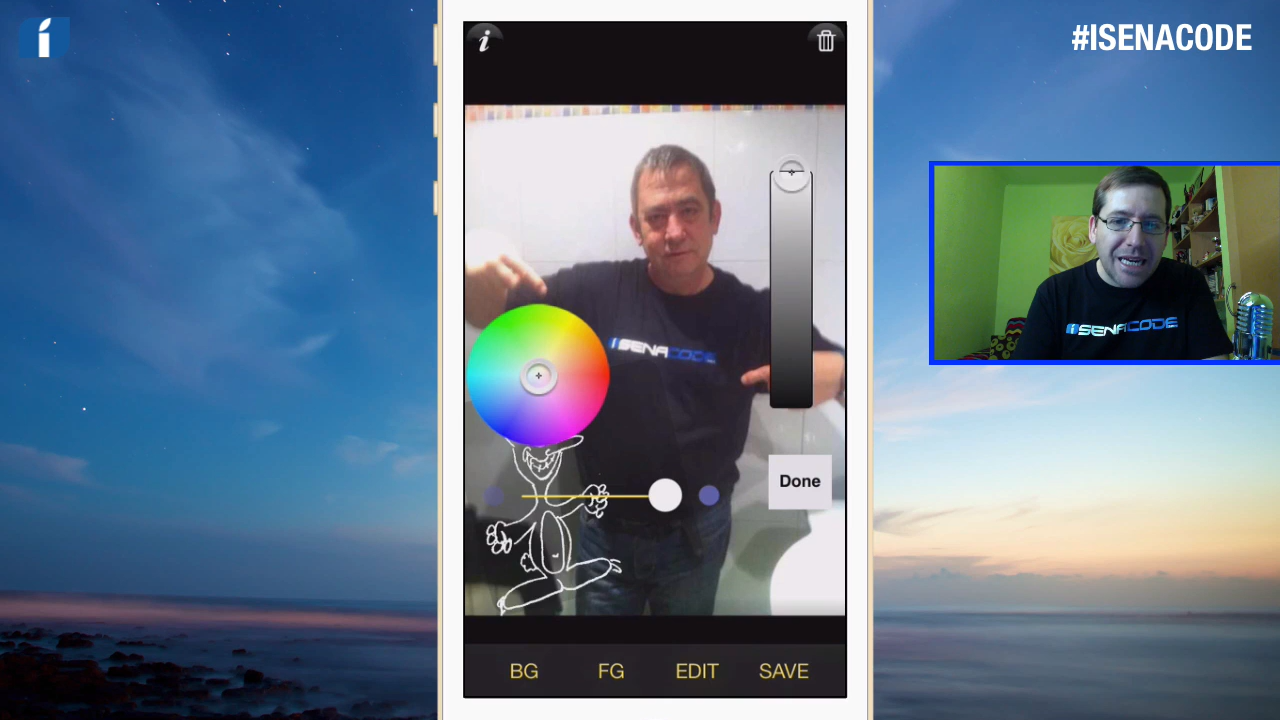 i
#ISENACODE
i
iSENACODE
iSENACODE
Done
BG FG EDIT SAVE